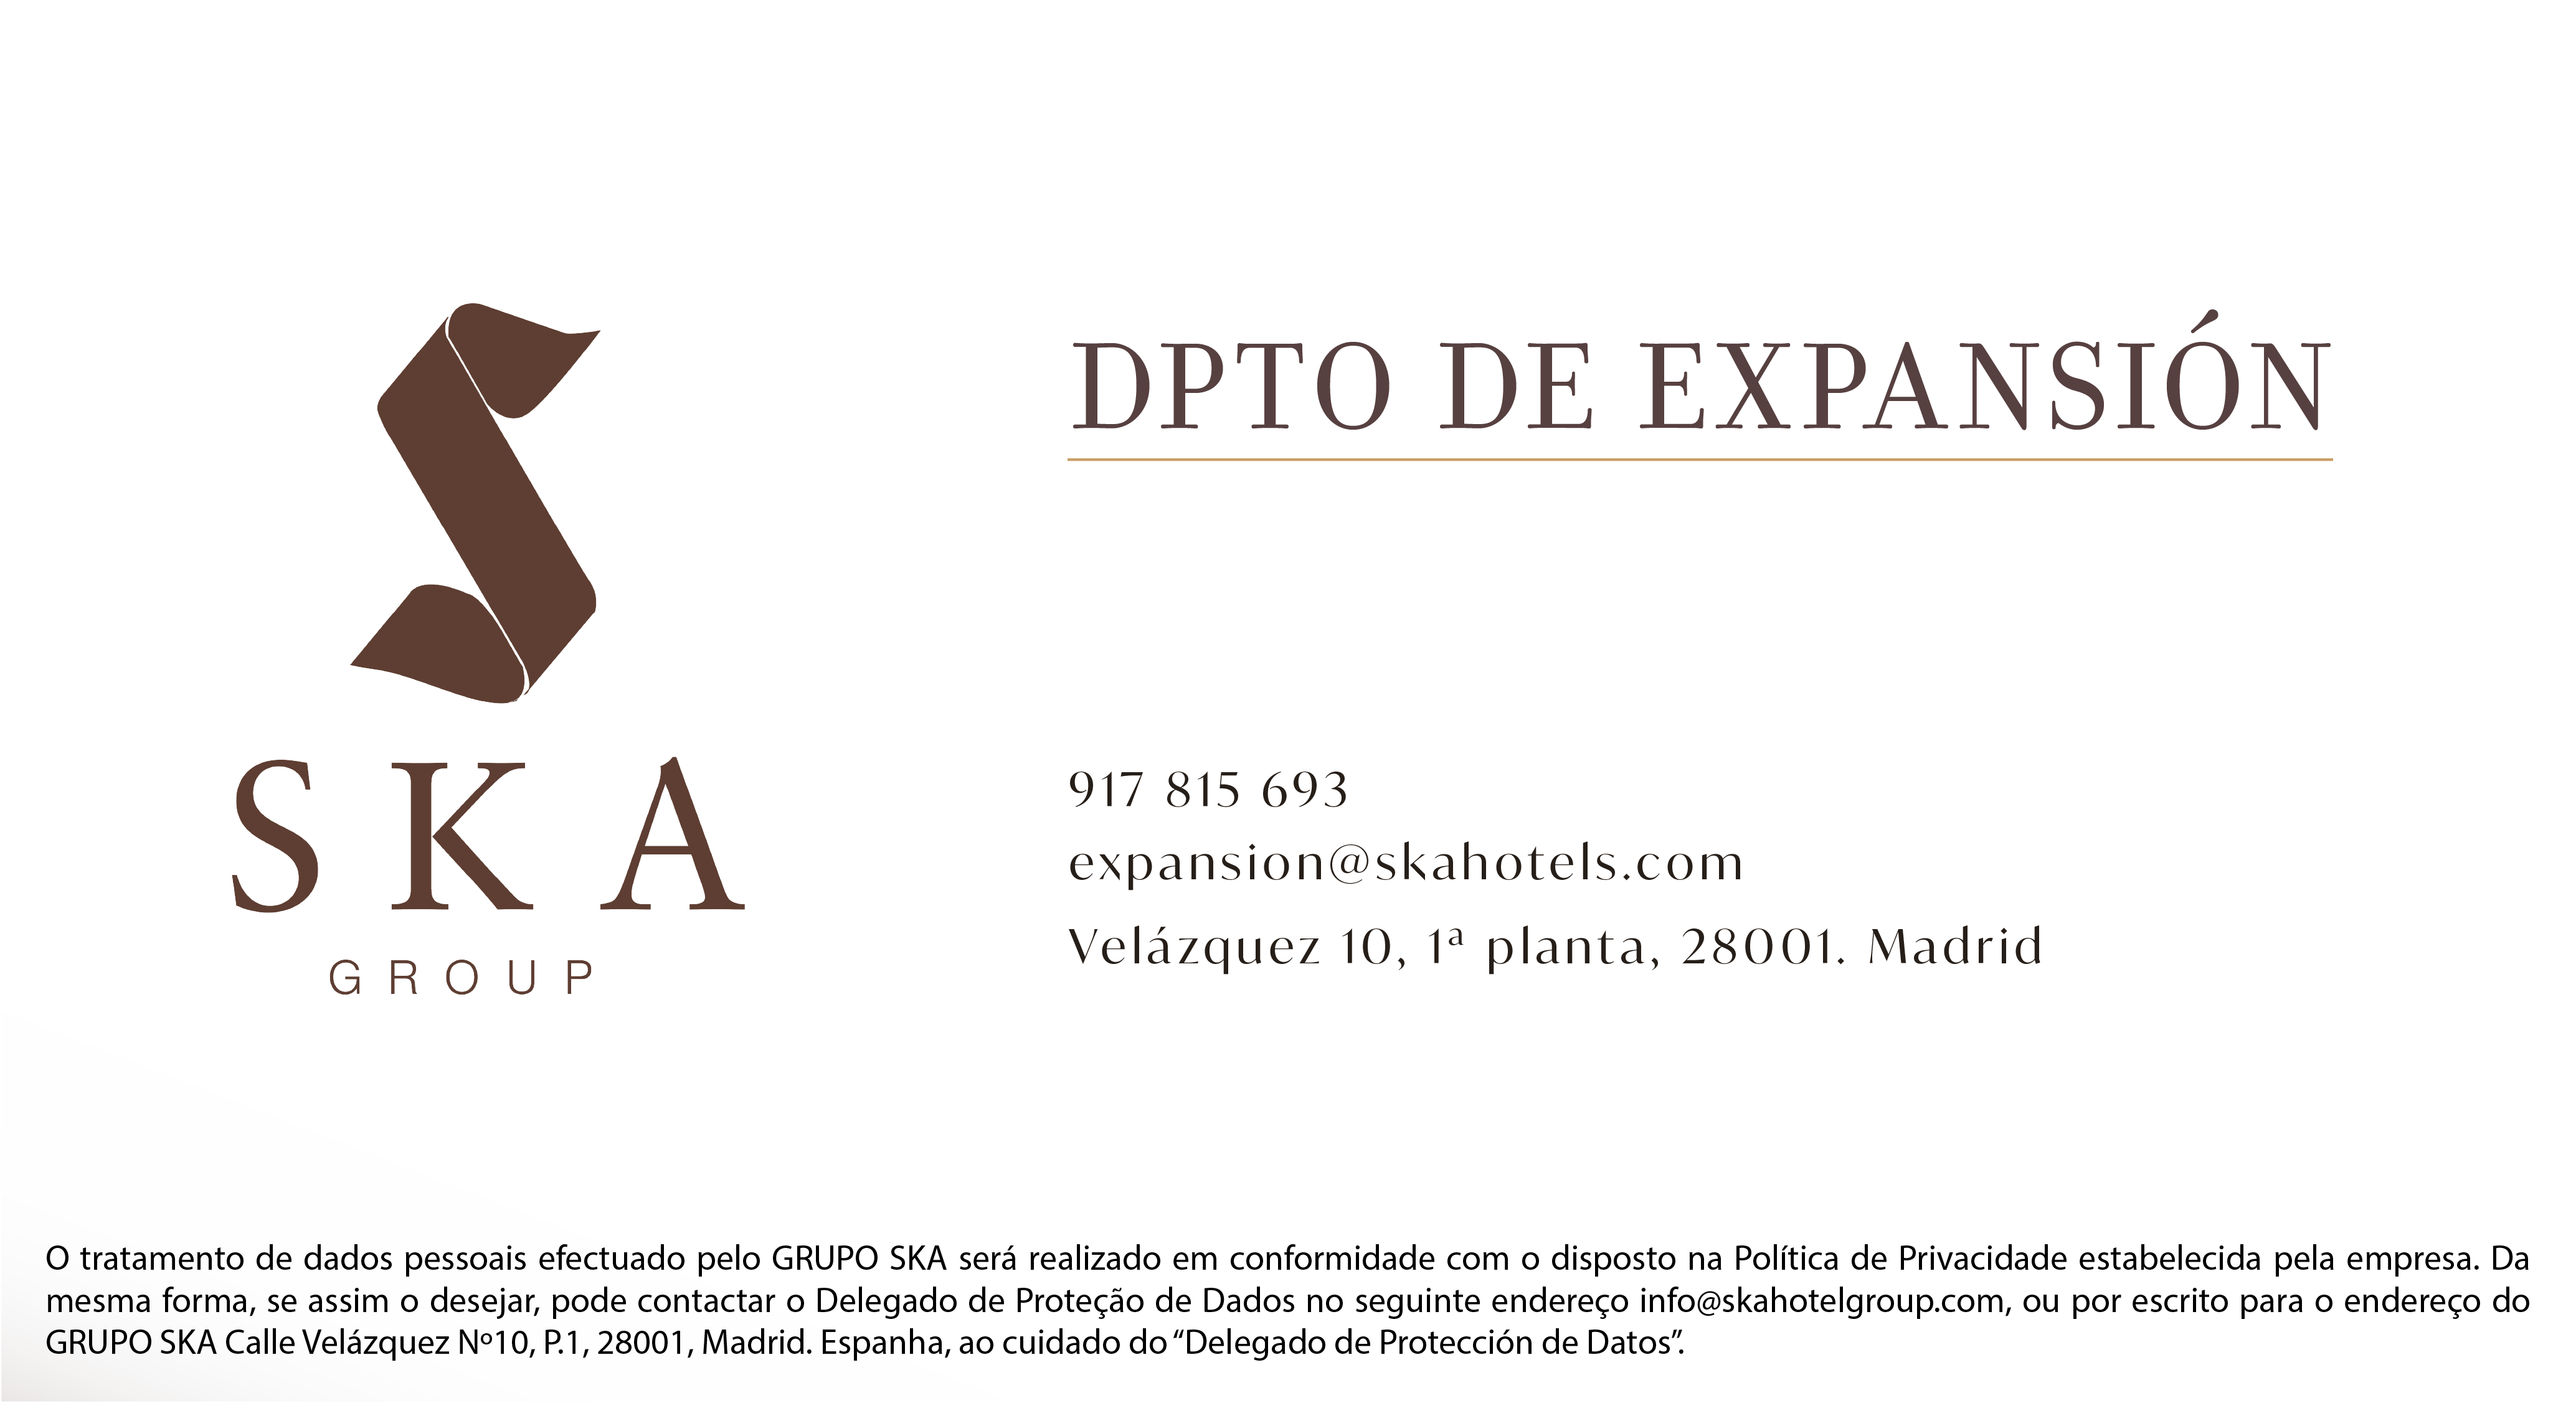 SKA
GROUP
DPTO DE EXPANSIÓN
917 815 693
expansion@skahotels.com
Velázquez 10, 1ª planta, 28001. Madrid
O tratamento de dados pessoais efectuado pelo GRUPO SKA será realizado em conformidade com o disposto na Política de Privacidade estabelecida pela empresa. Da
mesma forma, se assim o desejar, pode contactar o Delegado de Proteção de Dados no seguinte endereço info@skahotelgroup.com, ou por escrito para o endereço do
GRUPO SKA Calle Velázquez Nº10, P.1, 28001, Madrid. Espanha, ao cuidado do “Delegado de Protección de Datos”.